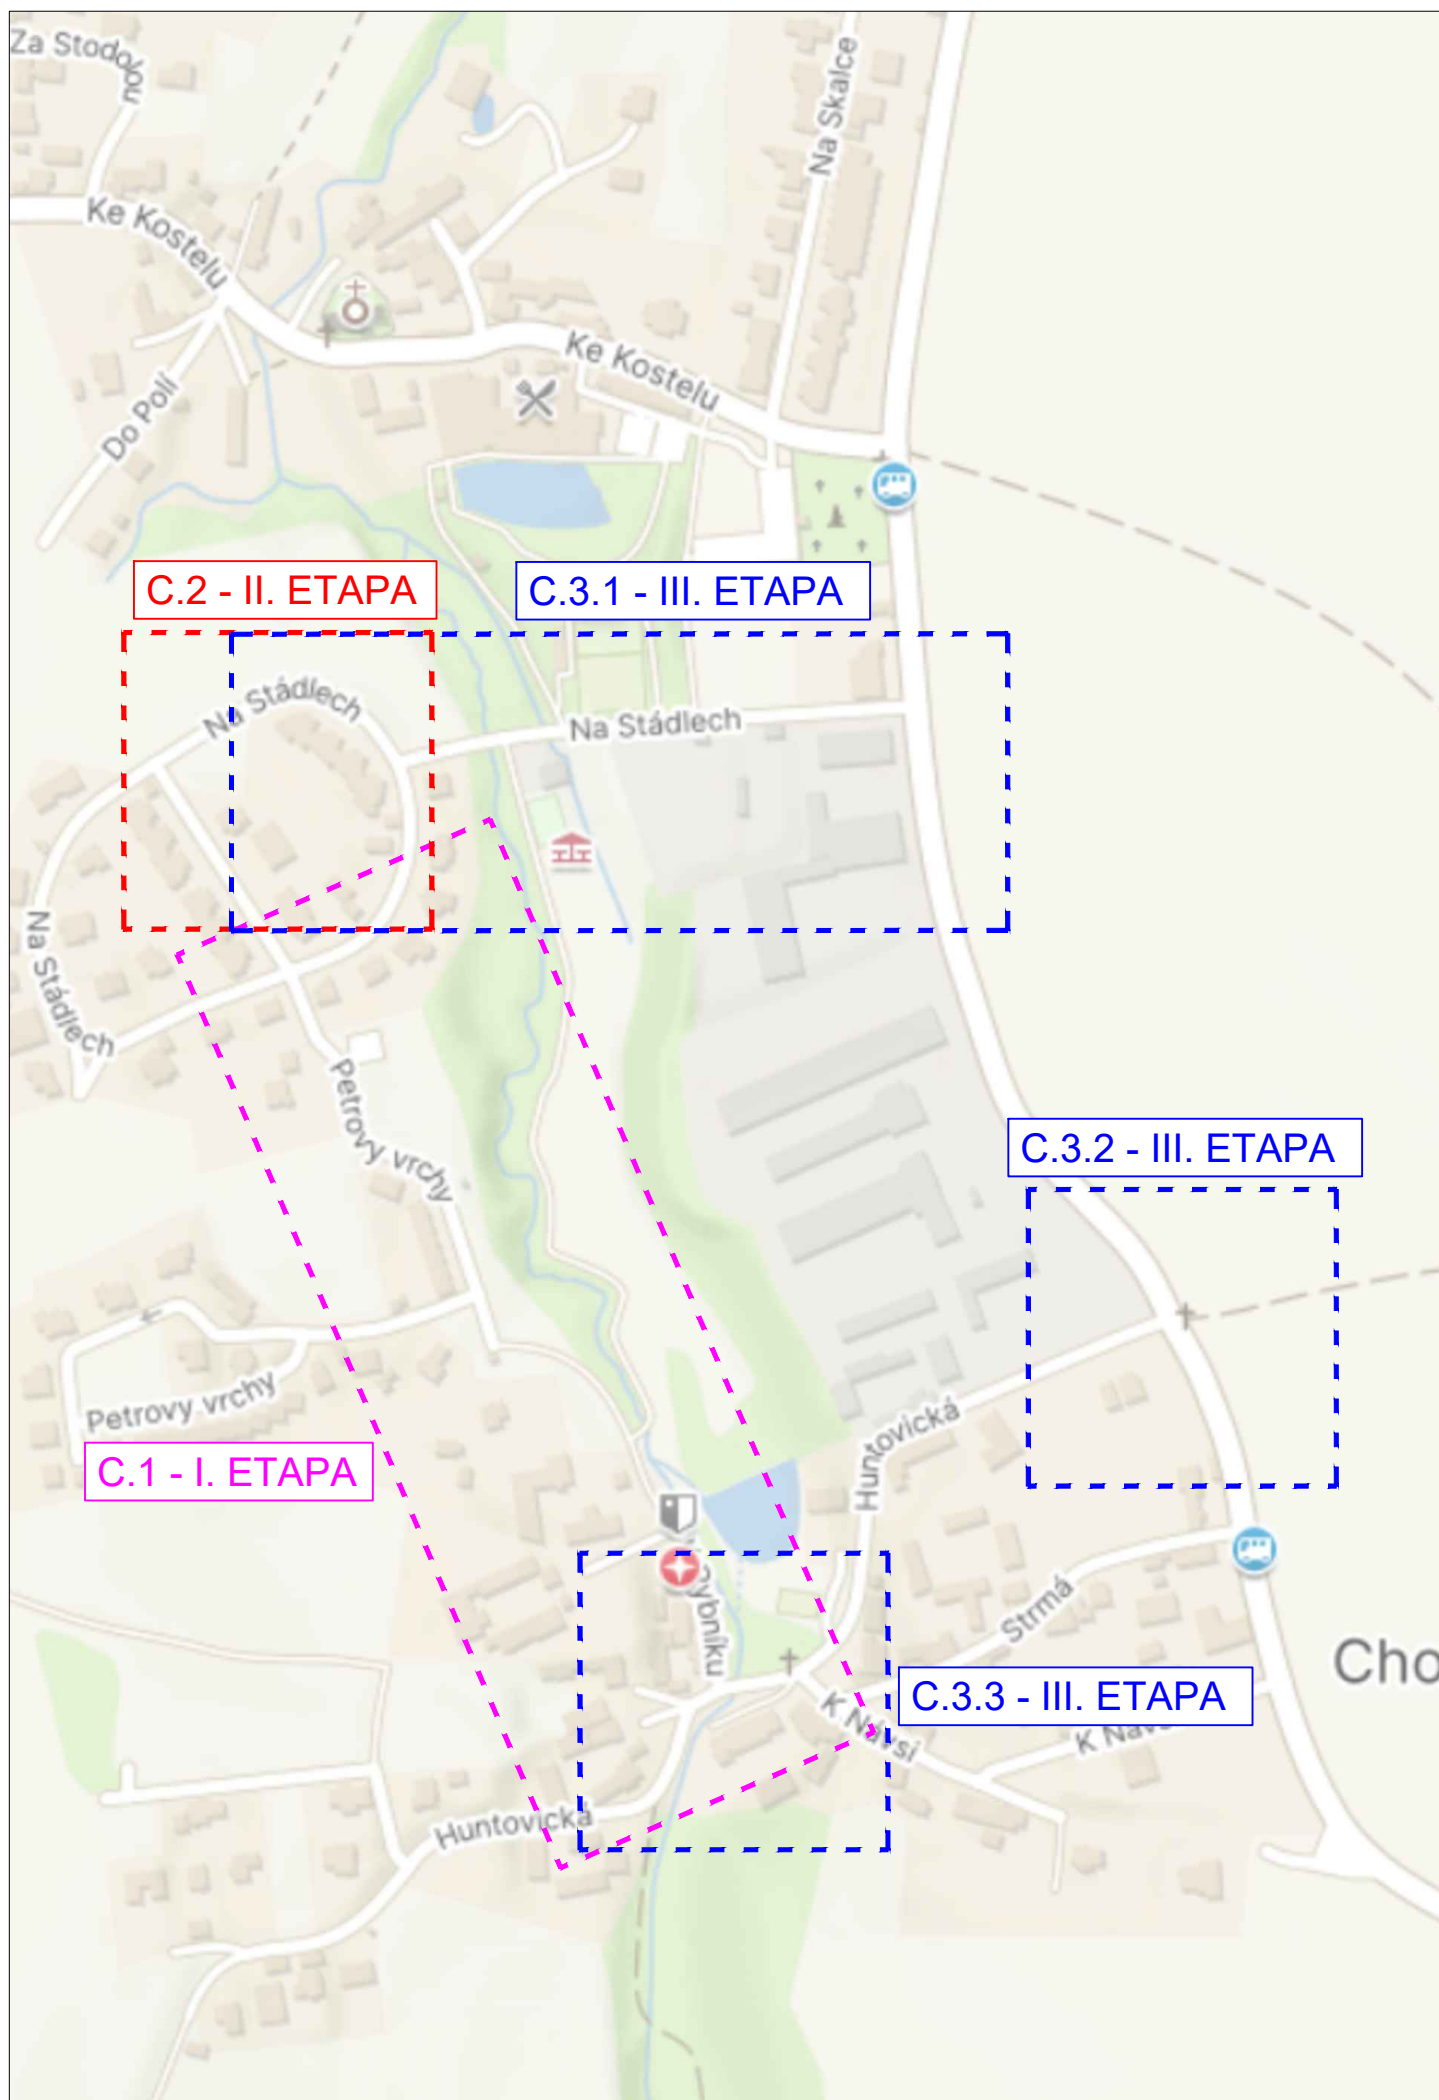 Za Stodolou
Na Skalce
Ke Kostelu
Ke Kostelu
Do Polí
C.2 - II. ETAPA
C.3.1 - III. ETAPA
Na Stádlech
Na Stádlech
Na Stádlech
Petrovy vrchy
C.3.2 - III. ETAPA
Petrovy vrchy
Huntovická
C.1 - I. ETAPA
Strmá
Cho
C.3.3 - III. ETAPA
K Návsi
Huntovická